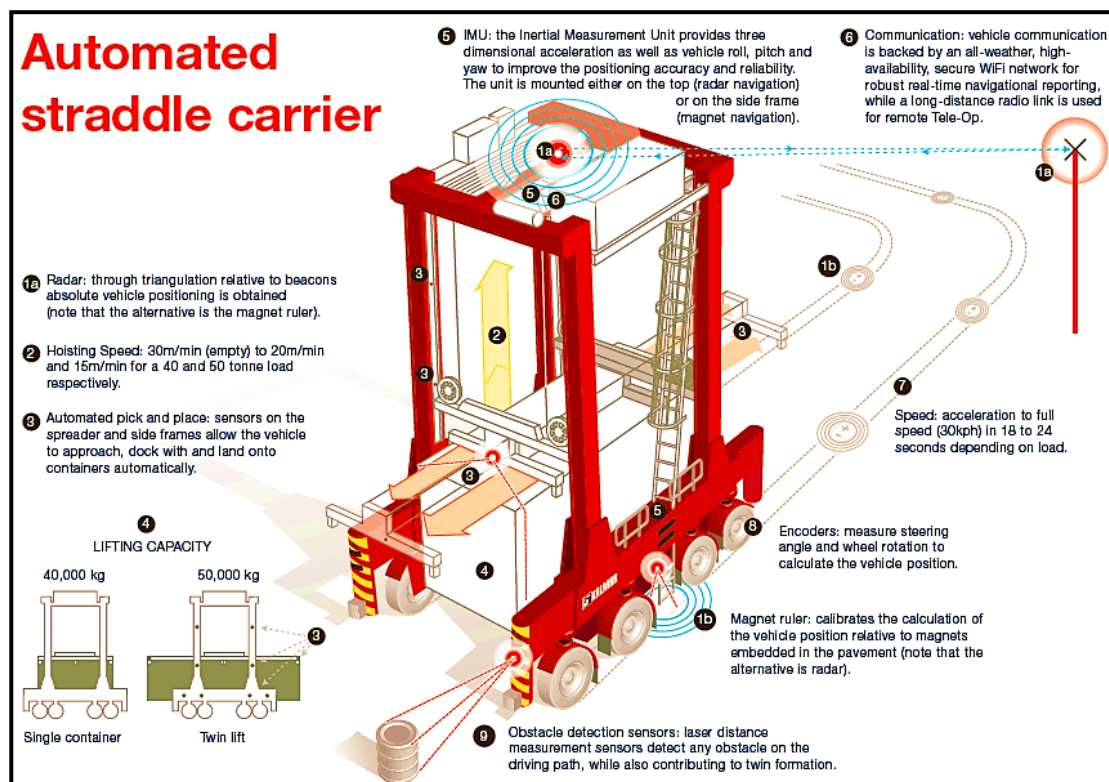 Automated
straddle carrier
5 IMU: the Inertial Measurement Unit provides three
dimensional acceleration as well as vehicle roll, pitch and
yaw to improve the positioning accuracy and reliability.
The unit is mounted either on the top (radar navigation)
or on the side frame
(magnet navigation).
6 Communication: vehicle communication
is backed by an all-weather, high-
availability, secure WiFi network for
robust real-time navigational reporting,
while a long-distance radio link is used
for remote Tele-Op.
1a
1a
5 6
1b
3
1a Radar: through triangulation relative to beacons
absolute vehicle positioning is obtained
(note that the alternative is the magnet ruler).
2
3
2 Hoisting Speed: 30m/min (empty) to 20m/min
and 15m/min for a 40 and 50 tonne load
respectively.
3
7
Speed: acceleration to full
speed (30kph) in 18 to 24
seconds depending on load.
3 Automated pick and place: sensors on the
spreader and side frames allow the vehicle
to approach, dock with and land onto
containers automatically.
3
5
8
Encoders: measure steering
angle and wheel rotation to
calculate the vehicle position.
4
LIFTING CAPACITY
40,000 kg 50,000 kg
4
KALMAR
3
1b
Magnet ruler: calibrates the calculation of
the vehicle position relative to magnets
embedded in the pavement (note that the
alternative is radar).
Single container Twin lift
9 Obstacle detection sensors: laser distance
measurement sensors detect any obstacle on the
driving path, while also contributing to twin formation.